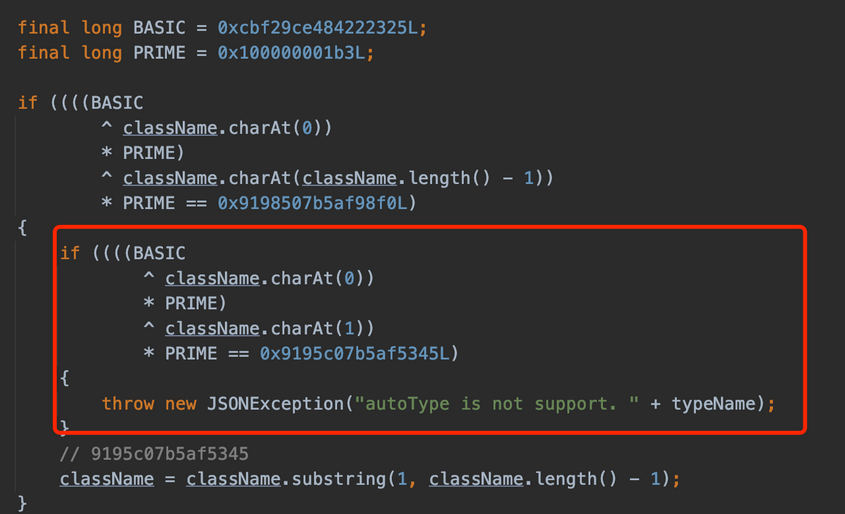 final long BASIC = 0xcbf29ce484222325L;
final long PRIME = 0x100000001b3L;
if ((((BASIC
^ className.charAt(0))
* PRIME)
^ className.charAt(className.length() - 1))
* PRIME == 0x9198507b5af98f0L)
{
if ((((BASIC
^ className.charAt(0))
* PRIME)
^ className.charAt(1))
* PRIME == 0x9195c07b5af5345L)
{
throw new JSONException("autoType is not support. " + typeName);
}
// 9195c07b5af5345
className = className.substring(1, className.length() - 1);
}